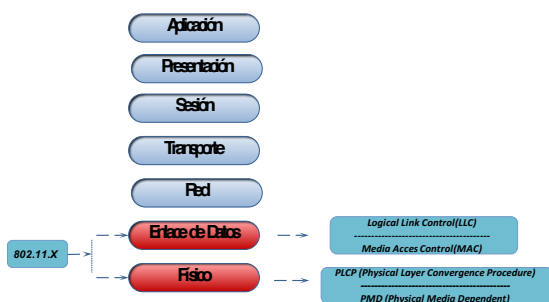 Aplicación
Presentación
Sesión
Transporte
Red
Enlace de Datos
Logical Link Control(LLC)
Media Acces Control(MAC)
802.11.X
Físico
PLCP (Physical Layer Convergence Procedure)
PMD (Physical Media Dependent)